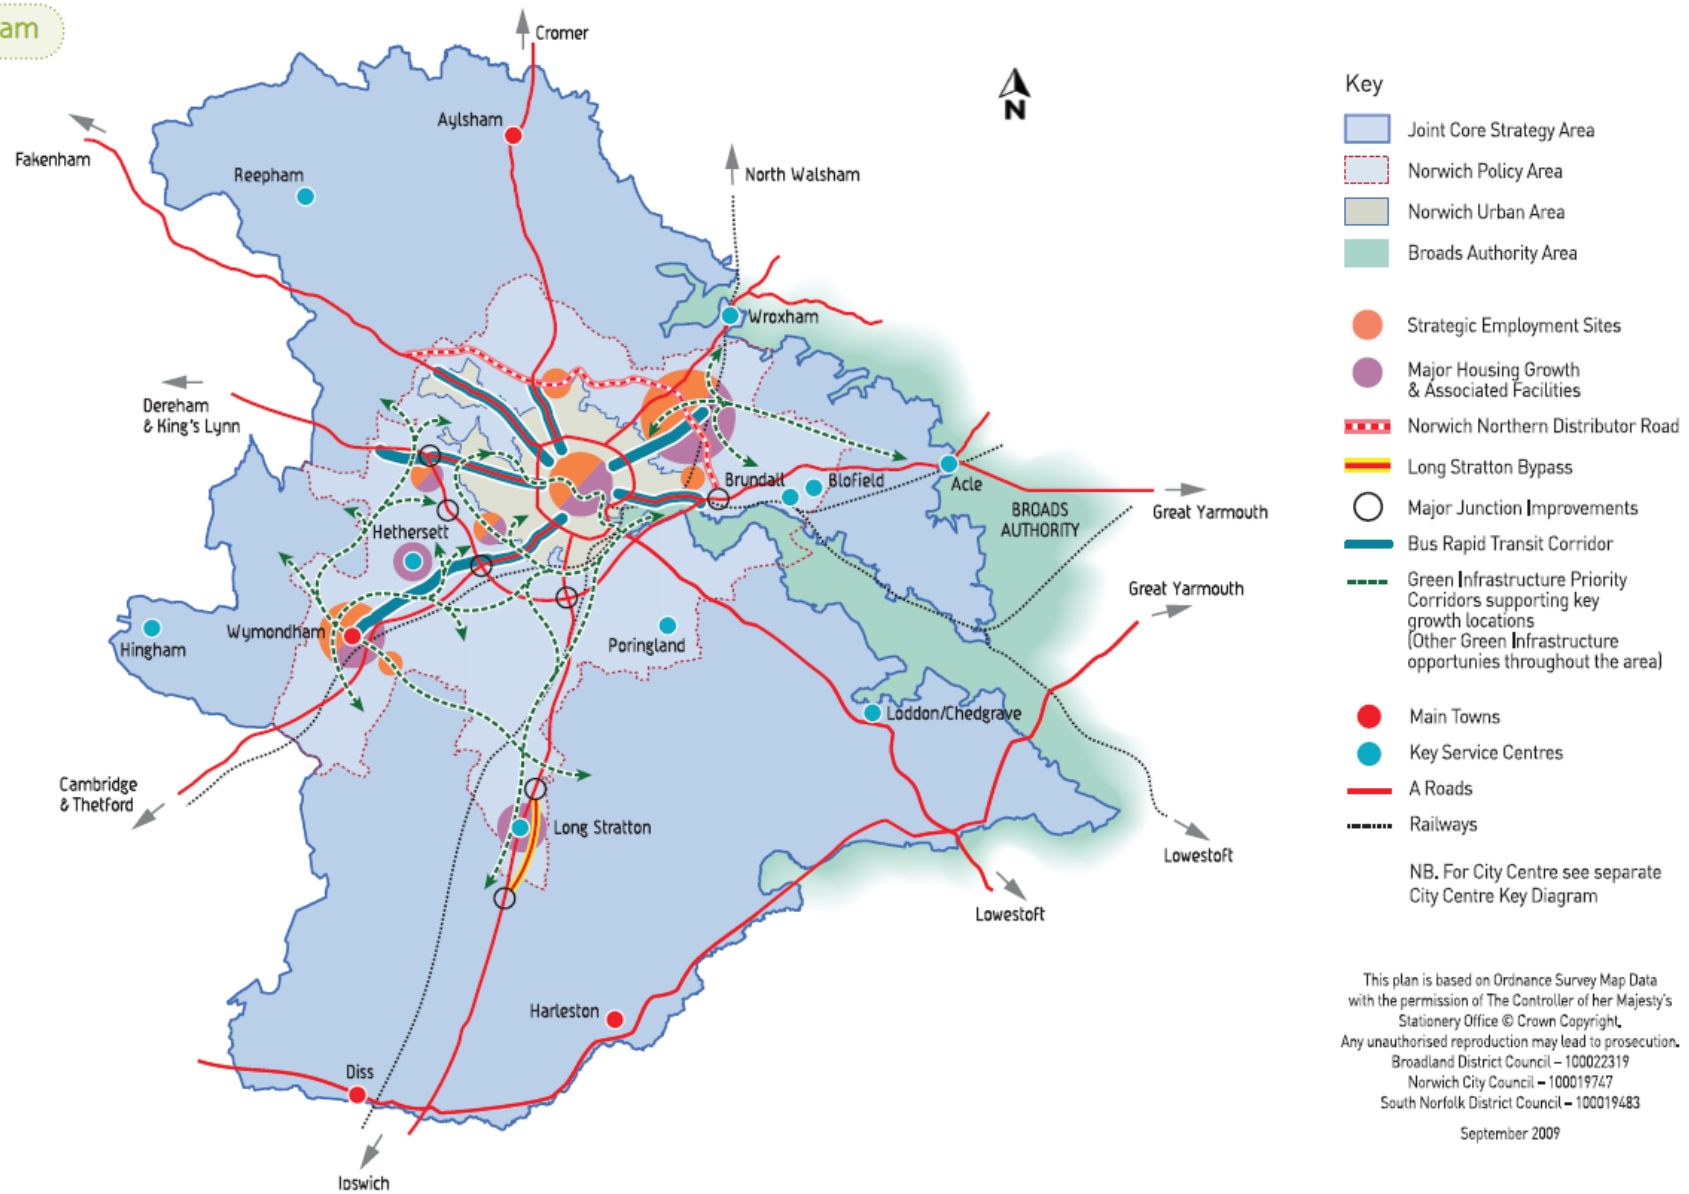 am
Cromer
Aylsham
Fakenham
Reepham
N
North Walsham
Wroxham
Dereham
& King's Lynn
Brundall
Blofield
Acle
BROADS
AUTHORITY
Great Yarmouth
Hethersett
Great Yarmouth
Hingham
Wymondham
Poringland
Loddon/Chedgrave
Cambridge
& Thetford
Long Stratton
Lowestoft
Lowestoft
Harleston
Diss
Ipswich
Key
Joint Core Strategy Area
Norwich Policy Area
Norwich Urban Area
Broads Authority Area
Strategic Employment Sites
Major Housing Growth
& Associated Facilities
Norwich Northern Distributor Road
Long Stratton Bypass
Major Junction Improvements
Bus Rapid Transit Corridor
Green Infrastructure Priority
Corridors supporting key
growth locations
(Other Green Infrastructure
opportunies throughout the area)
Main Towns
Key Service Centres
A Roads
Railways
NB. For City Centre see separate
City Centre Key Diagram
This plan is based on Ordnance Survey Map Data
with the permission of The Controller of her Majesty's
Stationery Office © Crown Copyright.
Any unauthorised reproduction may lead to prosecution.
Broadland District Council – 100022319
Norwich City Council – 100019747
South Norfolk District Council – 100019483
September 2009